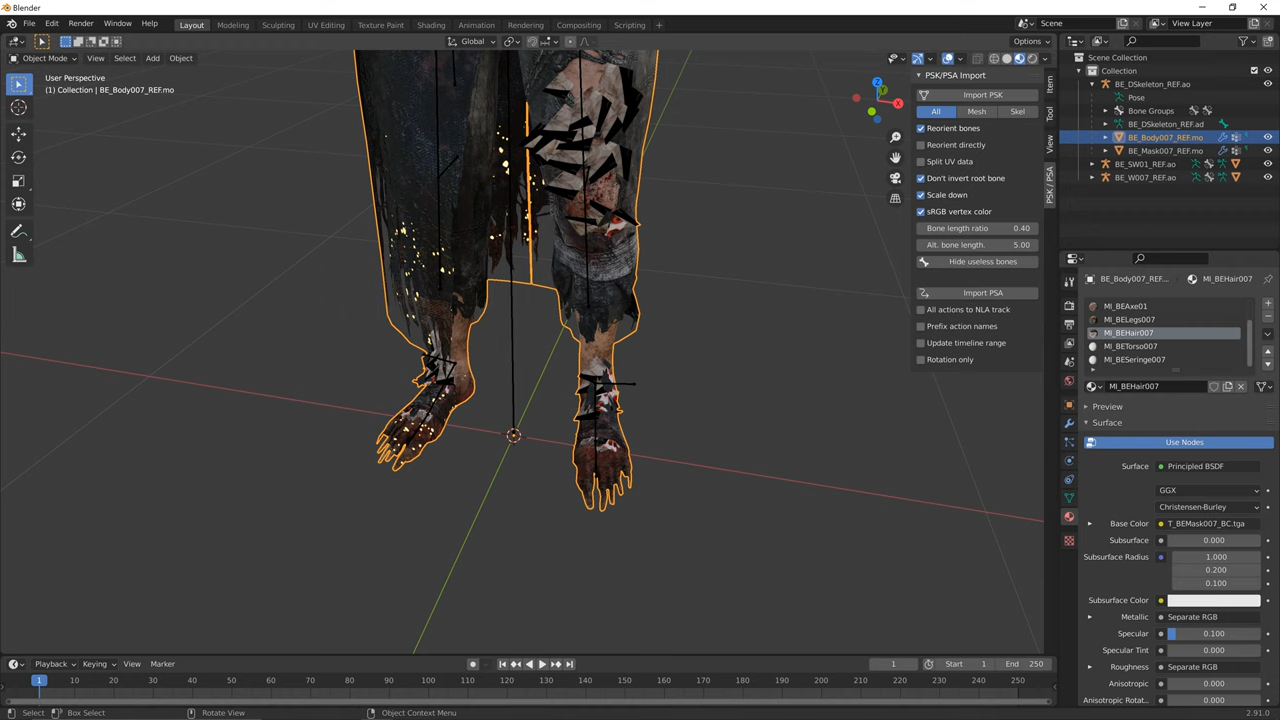 Blender
File Edit Render Window Help Layout Modeling Sculpting UV Editing Texture Paint Shading Animation Rendering Compositing Scripting + Scene View Layer
Global Options
Object Mode View Select Add Object
User Perspective
(1) Collection | BE_Body007_REF.mo
X
Y
Z
PSK/PSA Import
Import PSK
All Mesh Skel
Reorient bones
Reorient directly
Split UV data
Don't invert root bone
Scale down
sRGB vertex color
Bone length ratio 0.40
Alt. bone length. 5.00
Hide useless bones
Import PSA
All actions to NLA track
Prefix action names
Update timeline range
Rotation only
Item
Tool
View
PSK / PSA
Scene Collection
Collection
BE_DSkeleton_REF.ao
Pose
Bone Groups
BE_DSkeleton_REF.ad
BE_Body007_REF.mo
BE_Mask007_REF.mo
BE_SW01_REF.ao
BE_W007_REF.ao
BE_Body007_REF... MI_BEHair007
MI_BEAxe01
MI_BELegs007
MI_BEHair007
MI_BETorso007
MI_BESeringe007
MI_BEHair007
Preview
Surface
Use Nodes
Surface Principled BSDF
GGX
Christensen-Burley
Base Color T_BEMask007_BC.tga
Subsurface 0.000
Subsurface Radius 1.000
0.200
0.100
Subsurface Color
Metallic Separate RGB
Specular 0.100
Specular Tint 0.000
Roughness Separate RGB
Anisotropic 0.000
Anisotropic Rotat... 0.000
Playback Keying View Marker 1 Start 1 End 250
1 10 20 30 40 50 60 70 80 90 100 110 120 130 140 150 160 170 180 190 200 210 220 230 240 250
Select Box Select Rotate View Object Context Menu 2.91.0